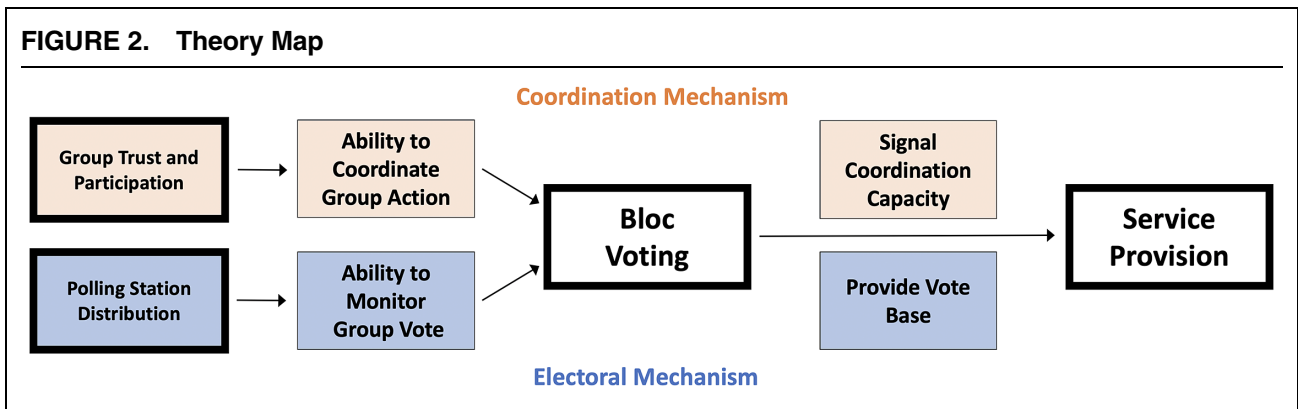 FIGURE 2. Theory Map
Coordination Mechanism
Group Trust and
Participation
Ability to
Coordinate
Group Action
Signal
Coordination
Capacity
Bloc
Voting
Service
Provision
Polling Station
Distribution
Ability to
Monitor
Group Vote
Provide Vote
Base
Electoral Mechanism